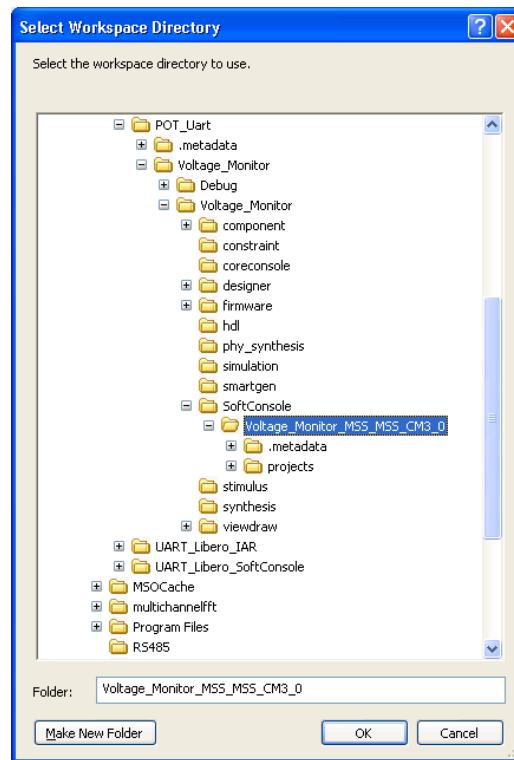 Select Workspace Directory
Select the workspace directory to use.
POT_Uart
.metadata
Voltage_Monitor
Debug
Voltage_Monitor
component
constraint
coreconsole
designer
firmware
hdl
phy_synthesis
simulation
smartgen
SoftConsole
Voltage_Monitor_MSS_MSS_CM3_0
.metadata
projects
stimulus
synthesis
viewdraw
UART_Libero_IAR
UART_Libero_SoftConsole
MSOCache
multichannelfft
Program Files
RS485
Folder: Voltage_Monitor_MSS_MSS_CM3_0
Make New Folder OK Cancel